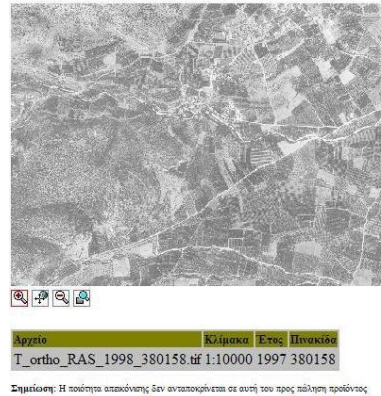 Αρχείο Κλίμακα Ετος Πινακίδα
T_ortho_RAS_1998_380158.tif 1:10000 1997 380158
Σημείωση: Η ποιότητα απεικόνισης δεν ανταποκρίνεται σε αυτή του προς πώληση προϊόντος